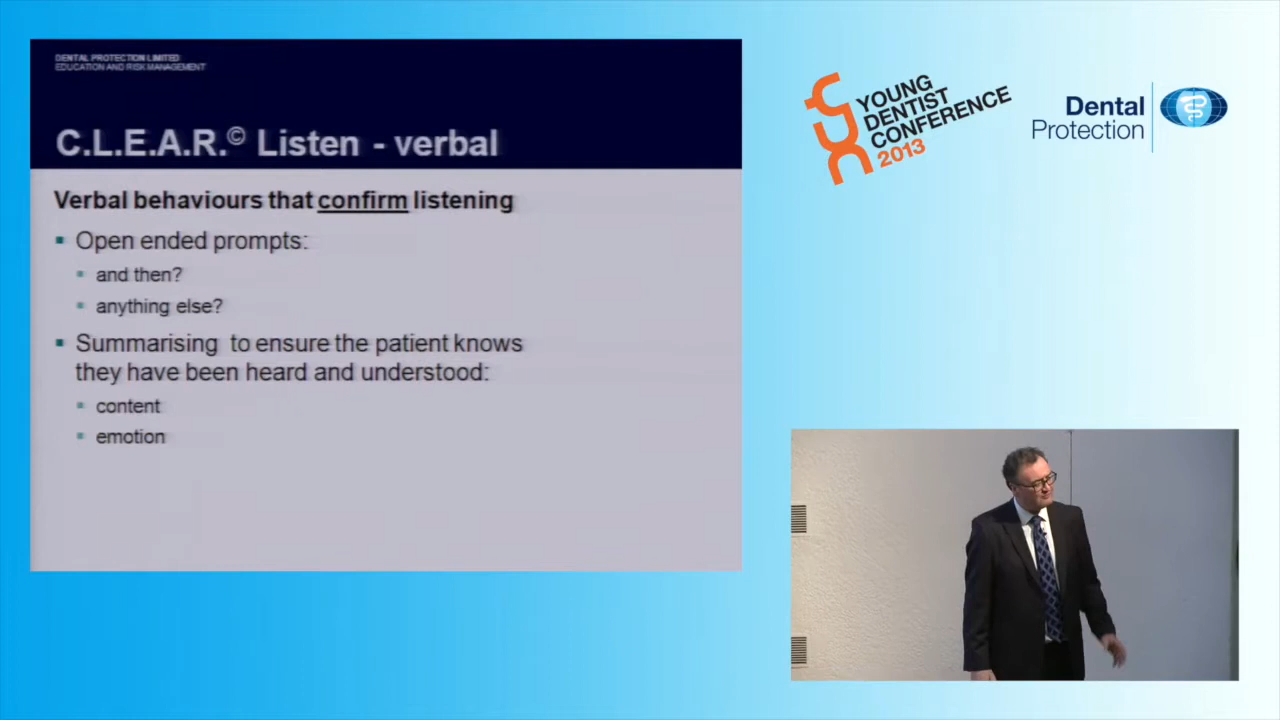 DENTAL PROTECTION LIMITED
EDUCATION AND RISK MANAGEMENT
C.L.E.A.R.© Listen - verbal
Verbal behaviours that confirm listening
Open ended prompts:
and then?
anything else?
Summarising to ensure the patient knows
they have been heard and understood:
content
emotion
YOUNG
DENTIST
CONFERENCE
2013
Dental
Protection